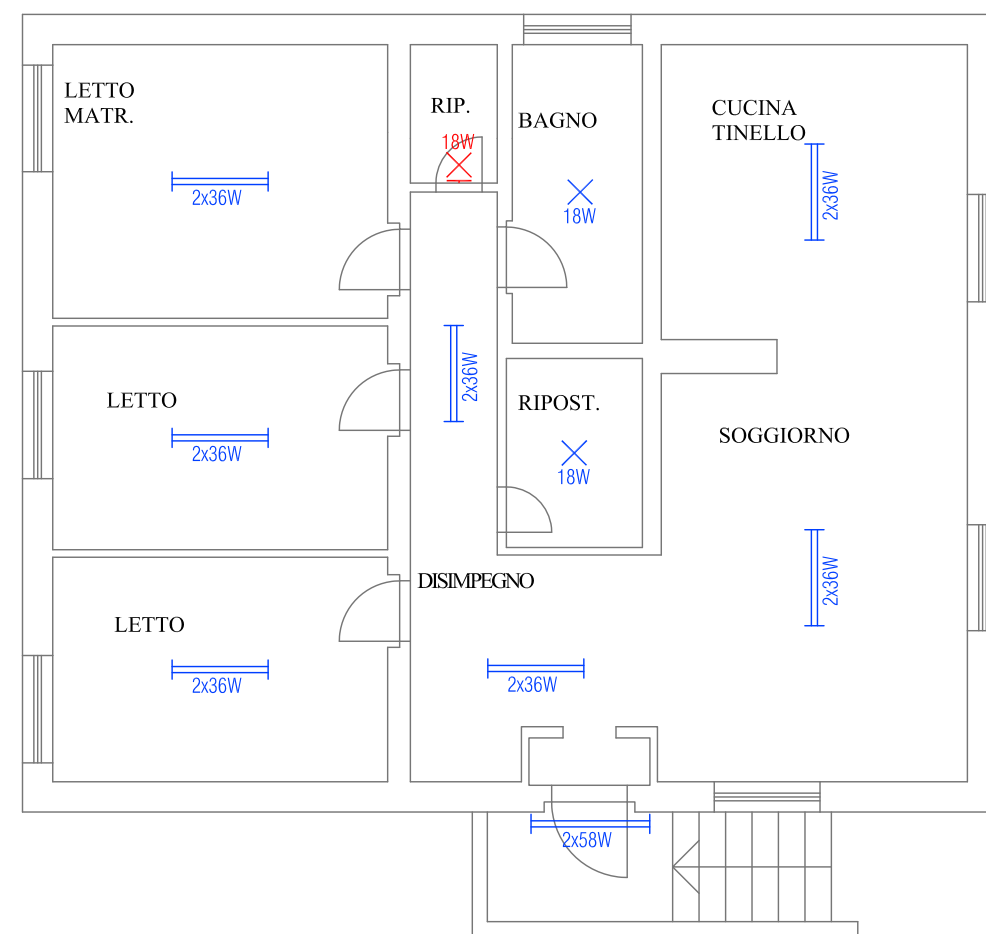 LETTO
MATR.
2x36W
RIP.
18W
BAGNO
18W
CUCINA
TINELLO
2x36W
LETTO
2x36W
2x36W
RIPOST.
18W
SOGGIORNO
2x36W
DISIMPEGNO
LETTO
2x36W
2x36W
2x58W